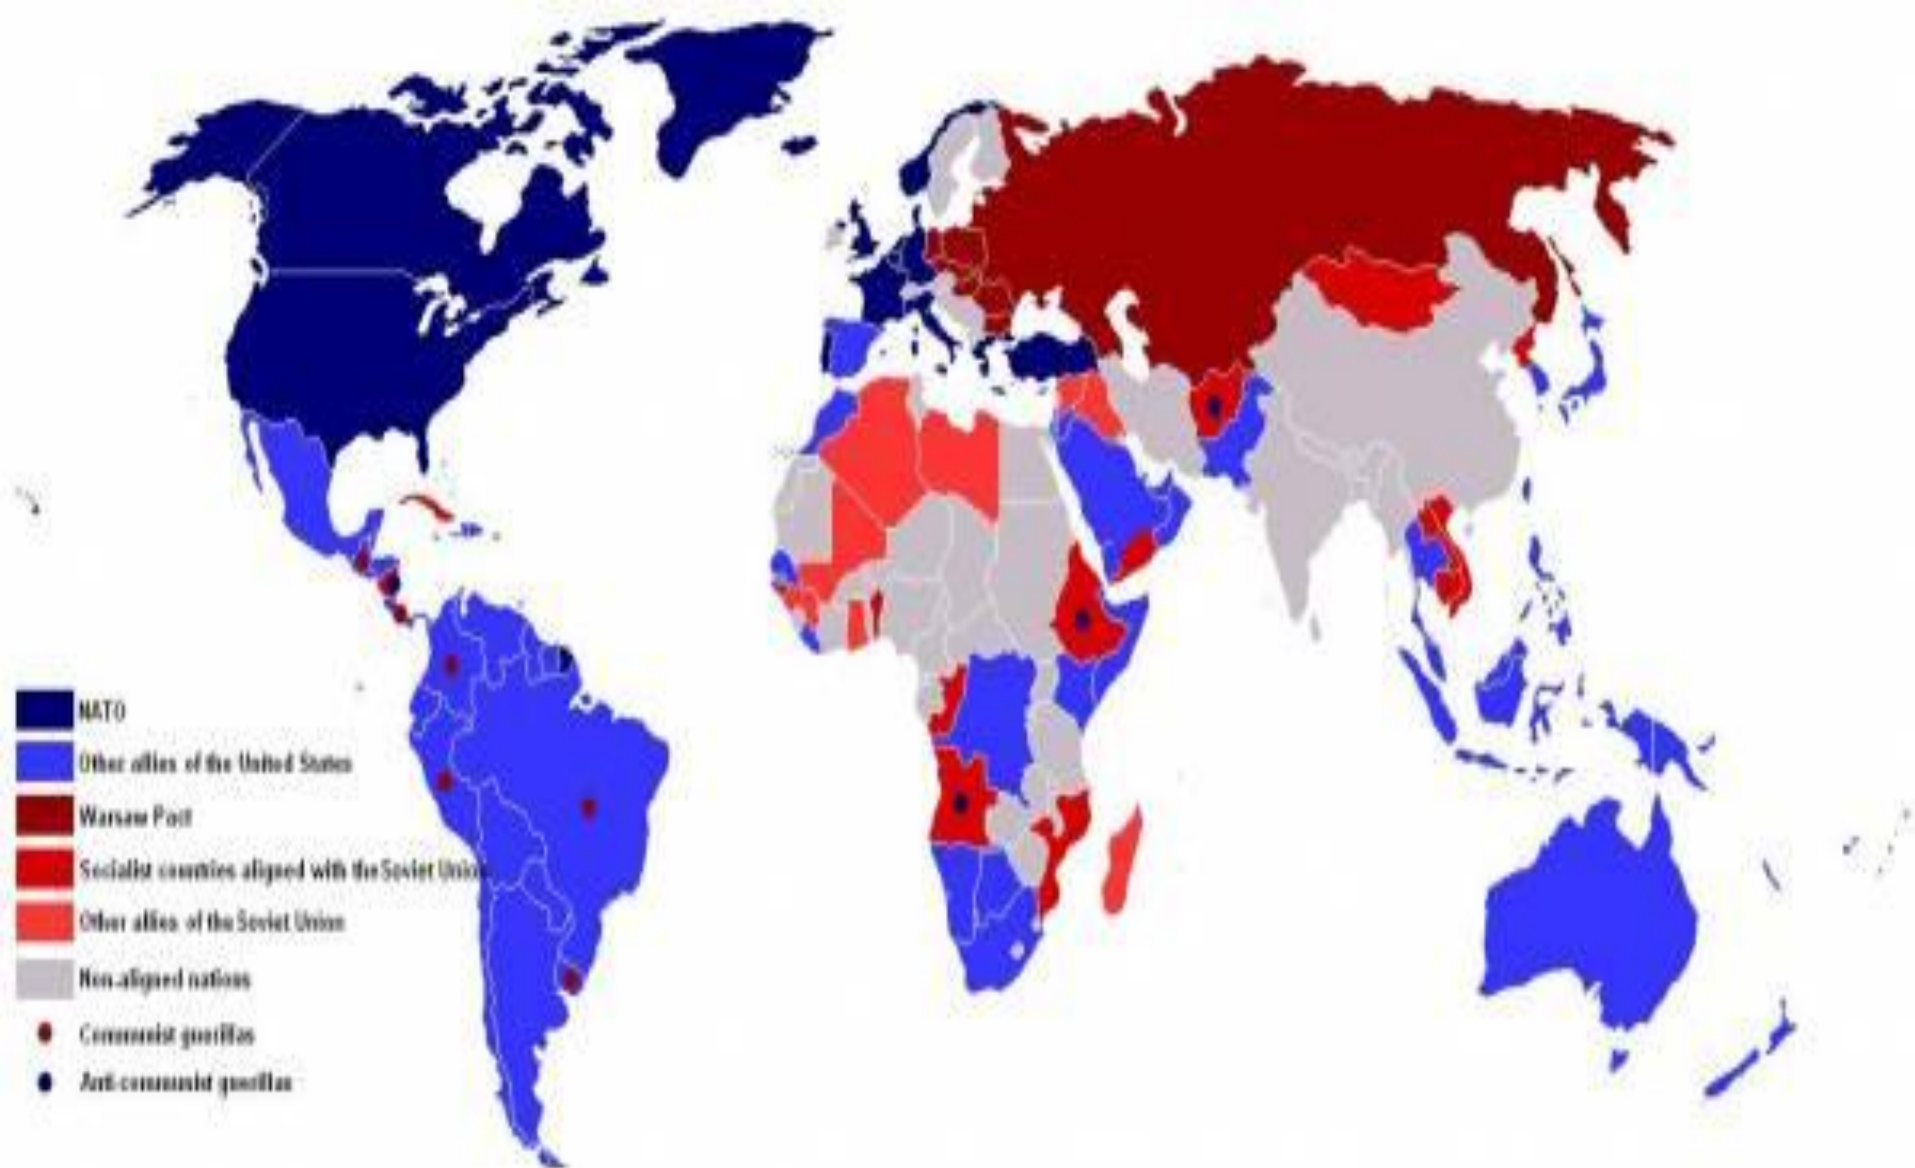 NATO
Other allies of the United States
Warsaw Pact
Socialist countries aligned with the Soviet Union
Other allies of the Soviet Union
Non-aligned nations
Communist guerillas
Anti-communist guerillas